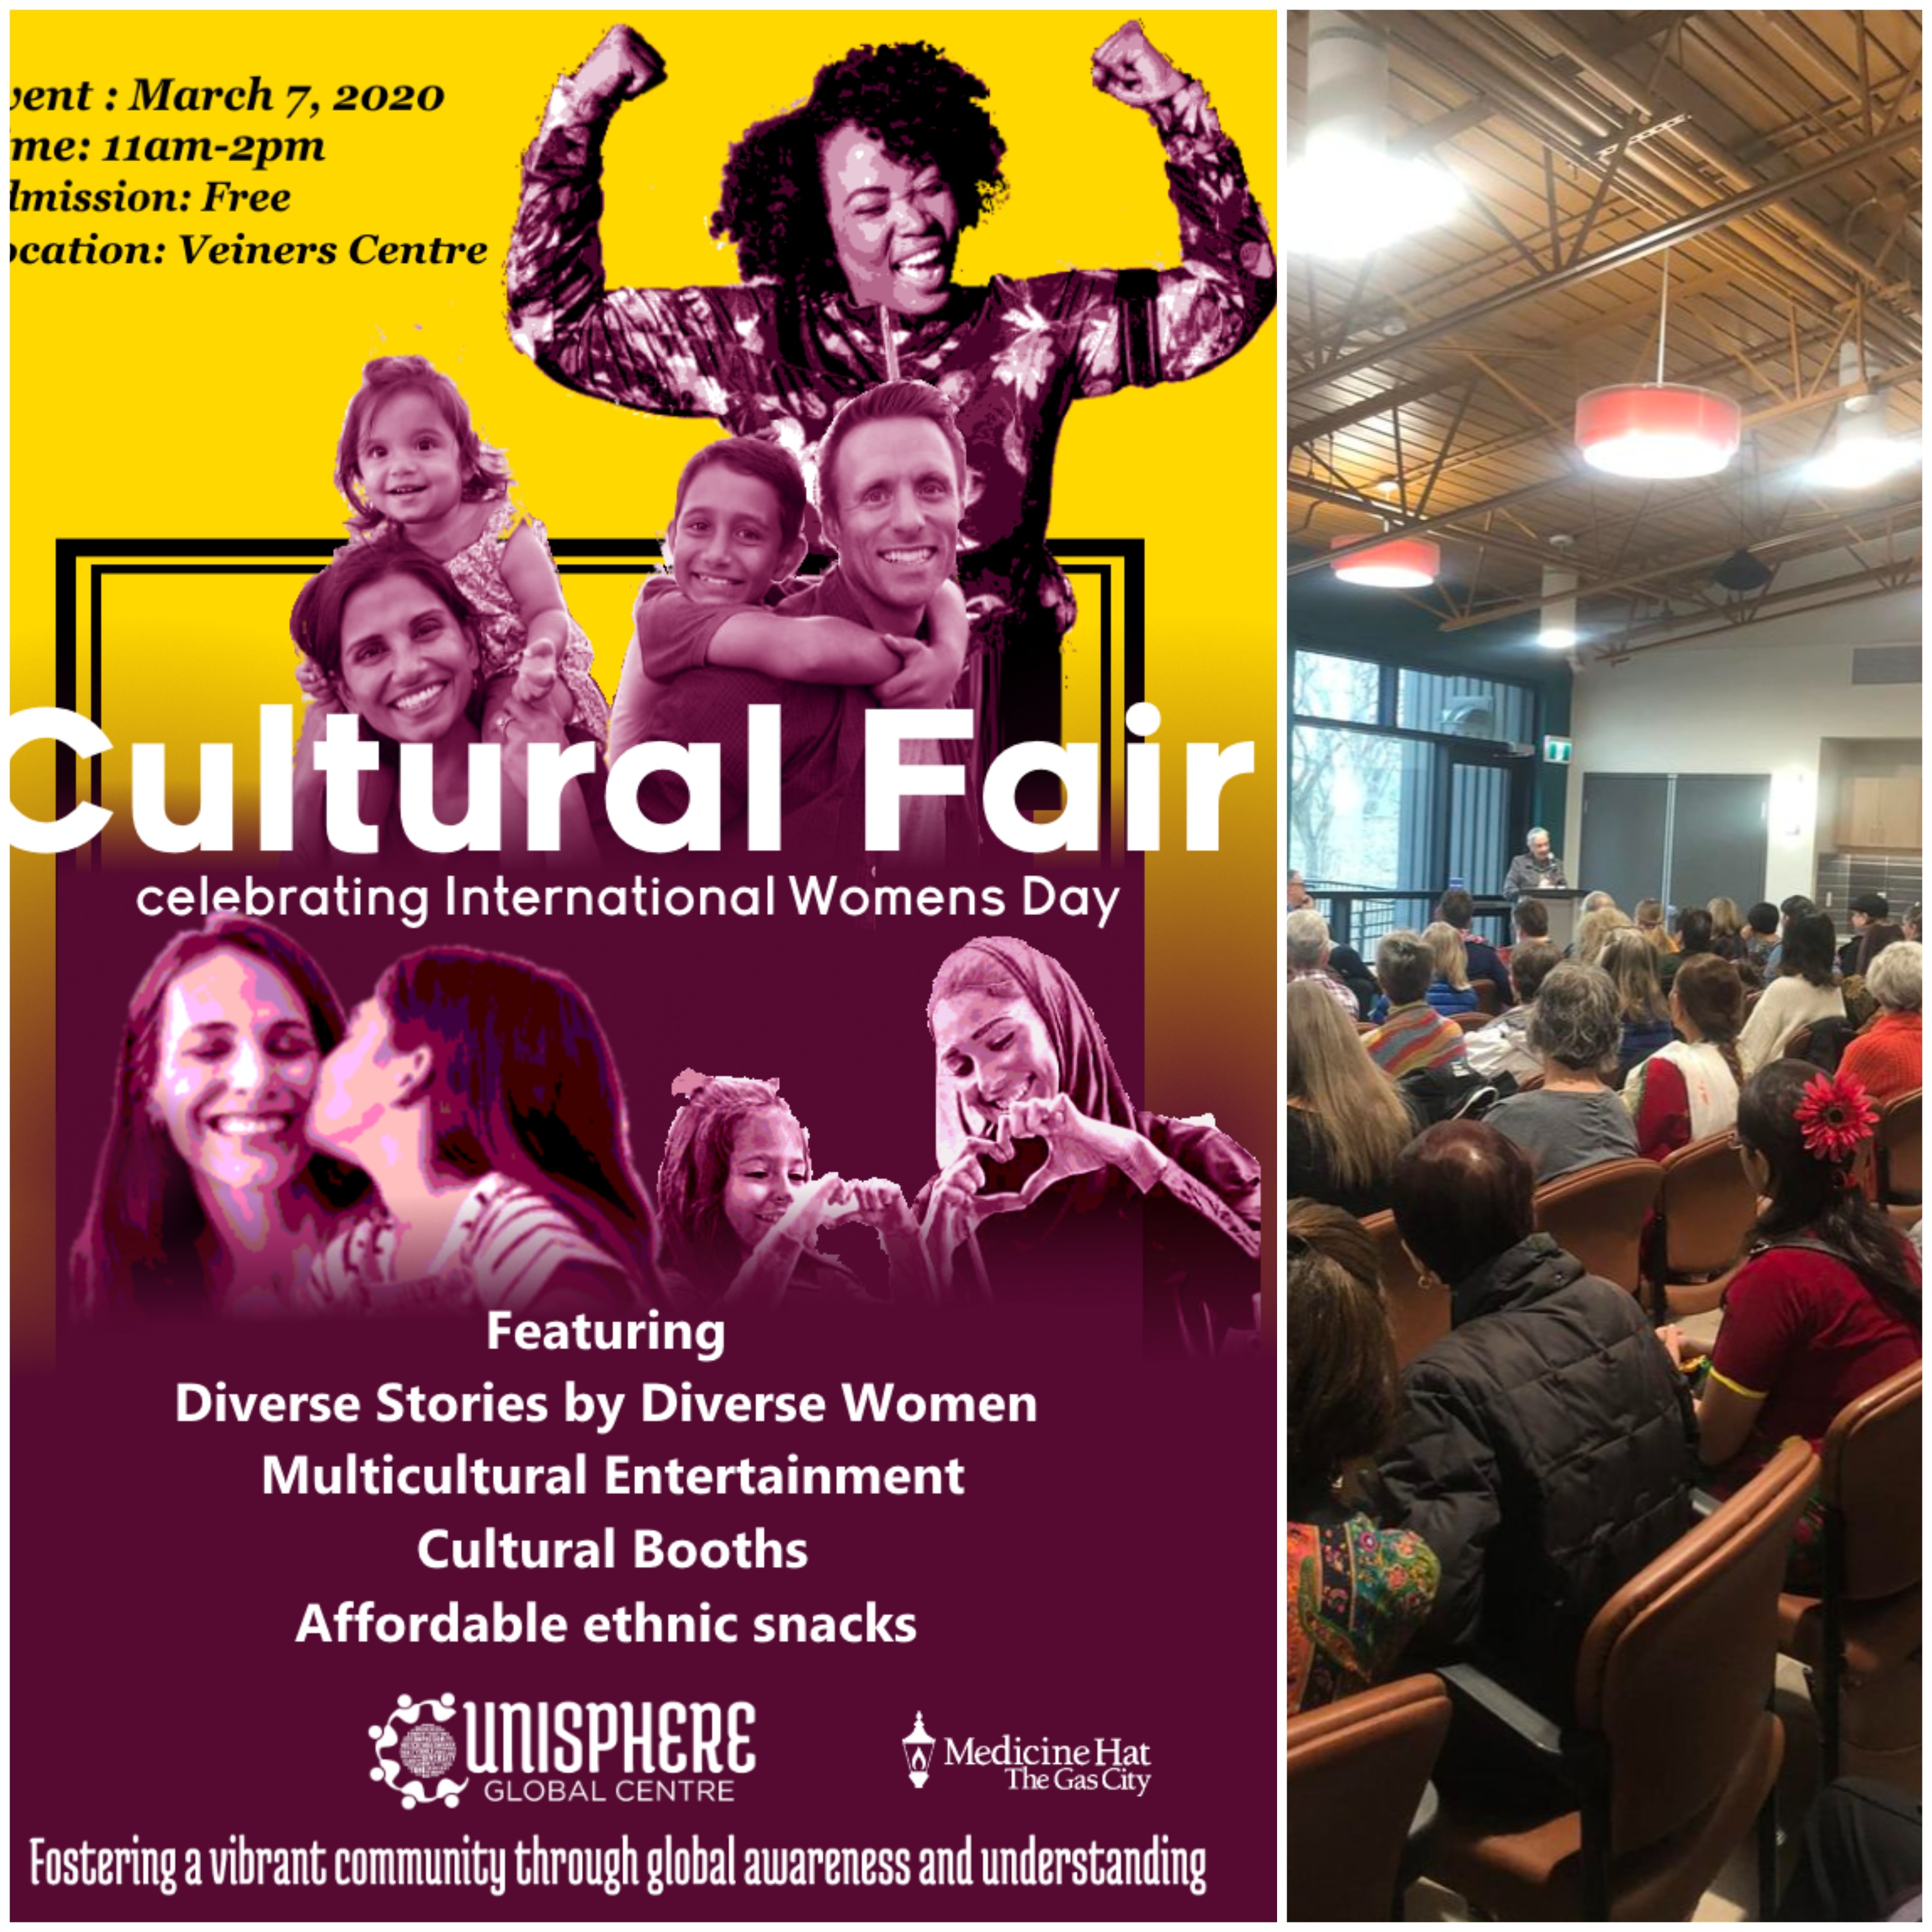 vent : March 7, 2020
me: 11am-2pm
mission: Free
cation: Veiners Centre
Cultural Fair
celebrating International Womens Day
Featuring
Diverse Stories by Diverse Women
Multicultural Entertainment
Cultural Booths
Affordable ethnic snacks
UNISPHERE
GLOBAL CENTRE
Medicine Hat
The Gas City
Fostering a vibrant community through global awareness and understanding